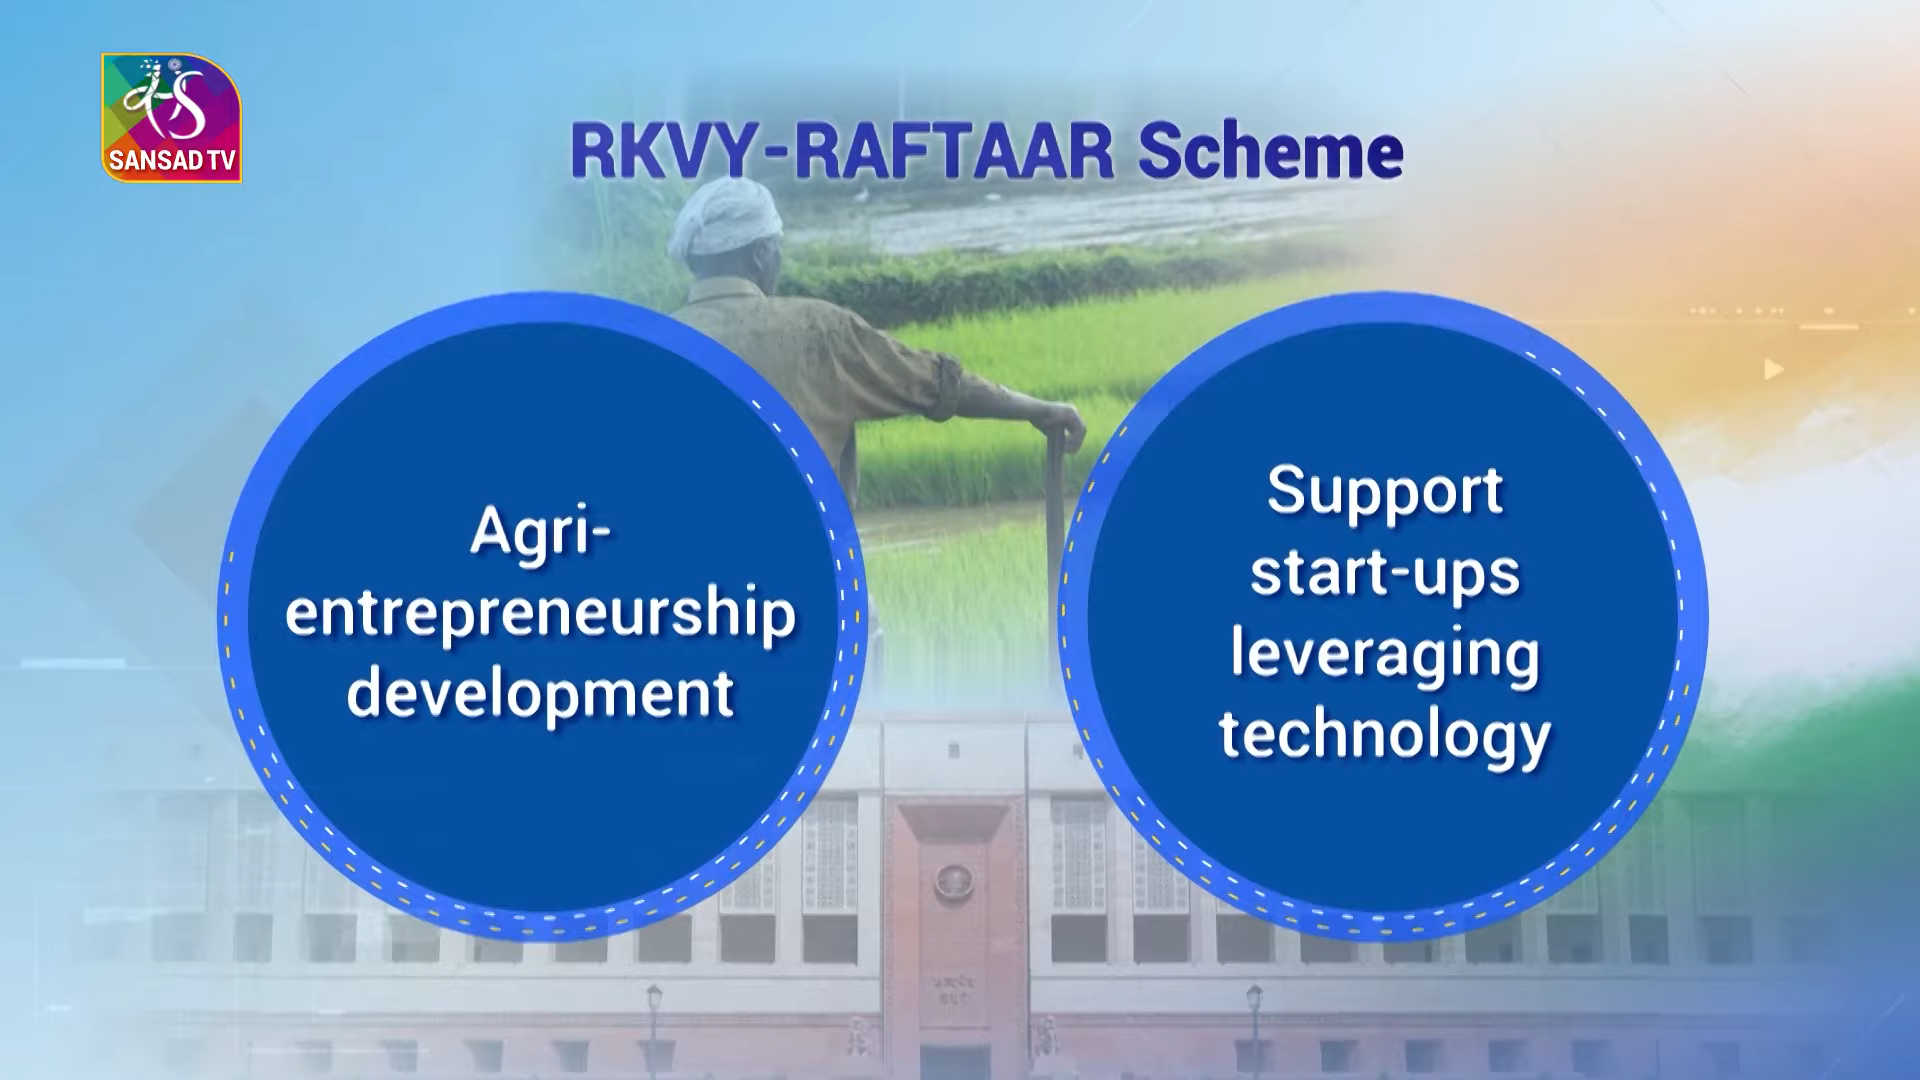 SANSAD TV
RKVY-RAFTAAR Scheme
Agri-
entrepreneurship
development
Support
start-ups
leveraging
technology